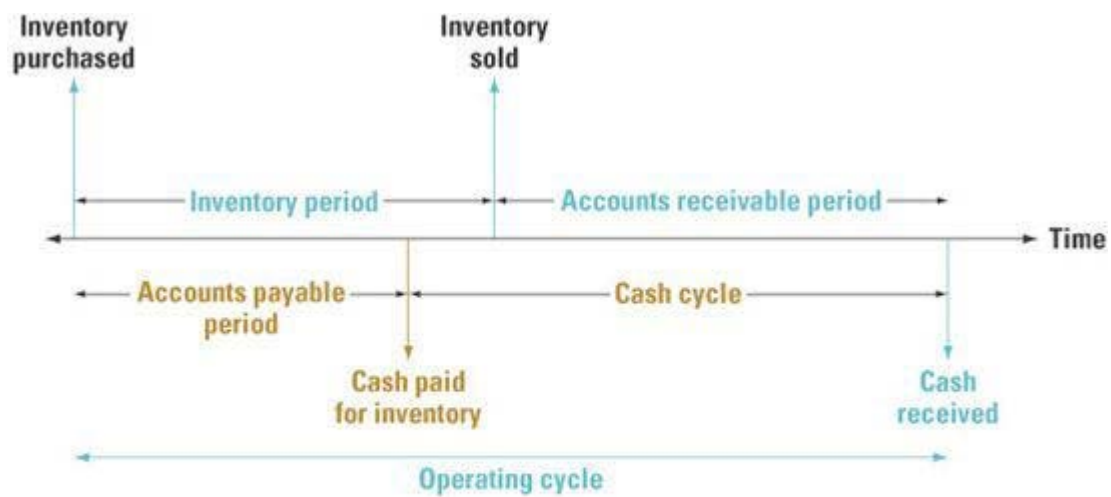 Inventory
purchased
Inventory
sold
Inventory period
Accounts receivable period
Time
Accounts payable
period
Cash cycle
Cash paid
for inventory
Cash
received
Operating cycle